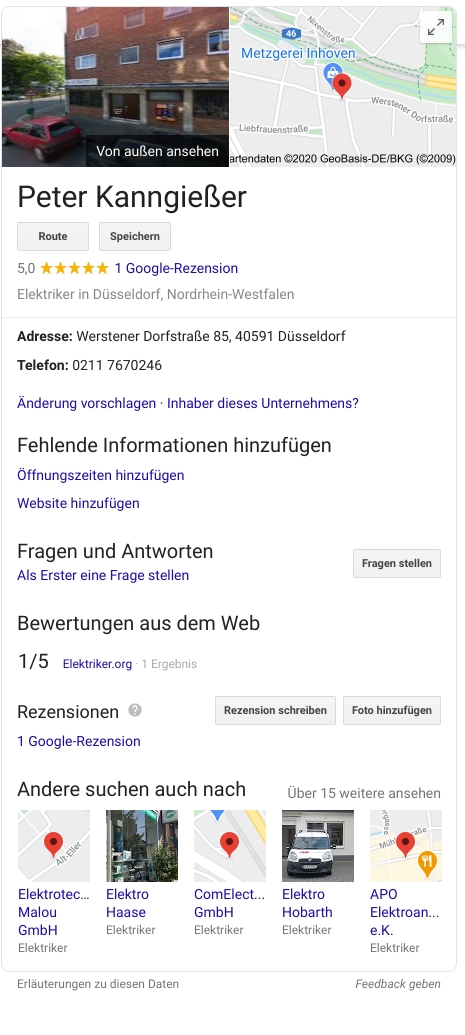 Von außen ansehen
46
Nixenstraße
Metzgerei Inhoven
Werstener Dorfstraße
Liebfrauenstraße
artendaten ©2020 GeoBasis-DE/BKG (©2009)
Peter Kanngießer
Route
Speichern
5,0 ★★★★★ 1 Google-Rezension
Elektriker in Düsseldorf, Nordrhein-Westfalen
Adresse: Werstener Dorfstraße 85, 40591 Düsseldorf
Telefon: 0211 7670246
Änderung vorschlagen · Inhaber dieses Unternehmens?
Fehlende Informationen hinzufügen
Öffnungszeiten hinzufügen
Website hinzufügen
Fragen und Antworten
Als Erster eine Frage stellen
Fragen stellen
Bewertungen aus dem Web
1/5 Elektriker.org · 1 Ergebnis
Rezensionen ?
Rezension schreiben
Foto hinzufügen
1 Google-Rezension
Andere suchen auch nach
Über 15 weitere ansehen
Alt-Eller
Elektrotec...
Malou
GmbH
Elektriker
Elektro
Haase
Elektriker
ComElect...
GmbH
Elektriker
Elektro
Hobarth
Elektriker
APO
Elektroan...
e.K.
Elektriker
Erläuterungen zu diesen Daten
Feedback geben